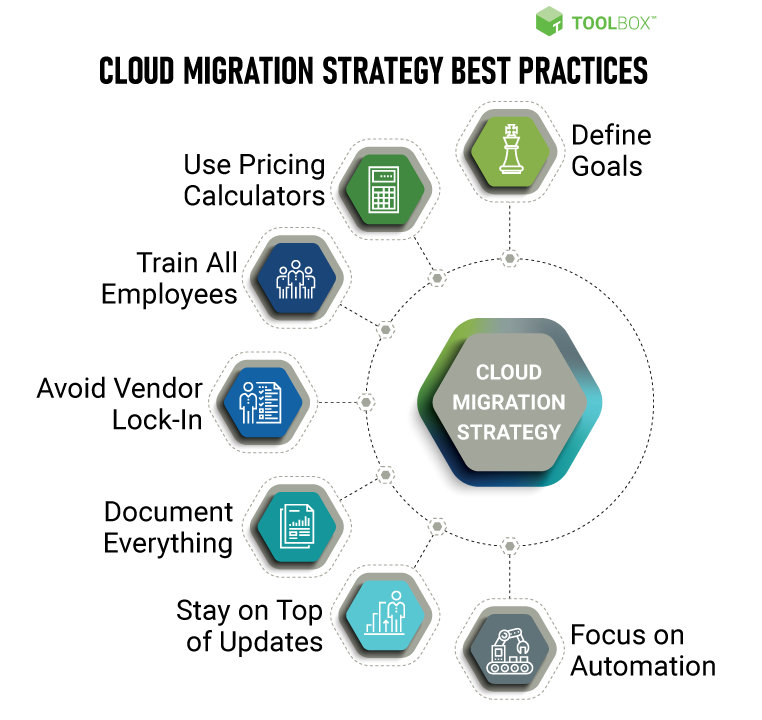 TOOLBOX™
CLOUD MIGRATION STRATEGY BEST PRACTICES
Define
Goals
Use Pricing
Calculators
Train All
Employees
Avoid Vendor
Lock-In
Document
Everything
Stay on Top
of Updates
Focus on
Automation
CLOUD
MIGRATION
STRATEGY